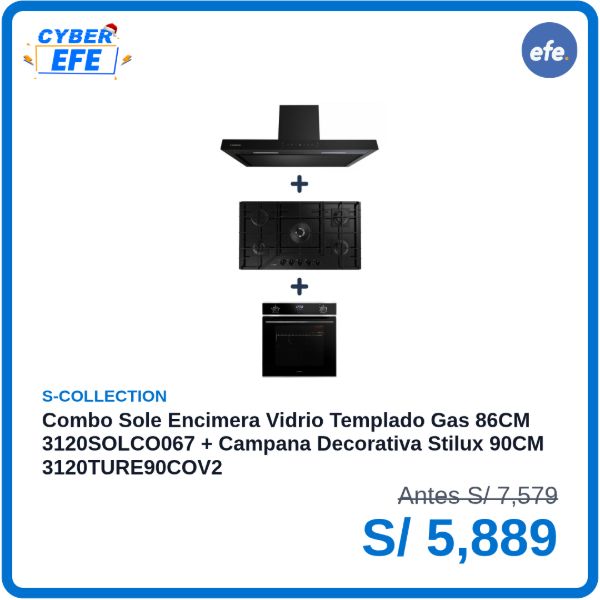 CYBER
EFE
efe.
+
+
S-COLLECTION
Combo Sole Encimera Vidrio Templado Gas 86CM
3120SOLCO067 + Campana Decorativa Stilux 90CM
3120TURE90COV2
Antes S/ 7,579
S/ 5,889